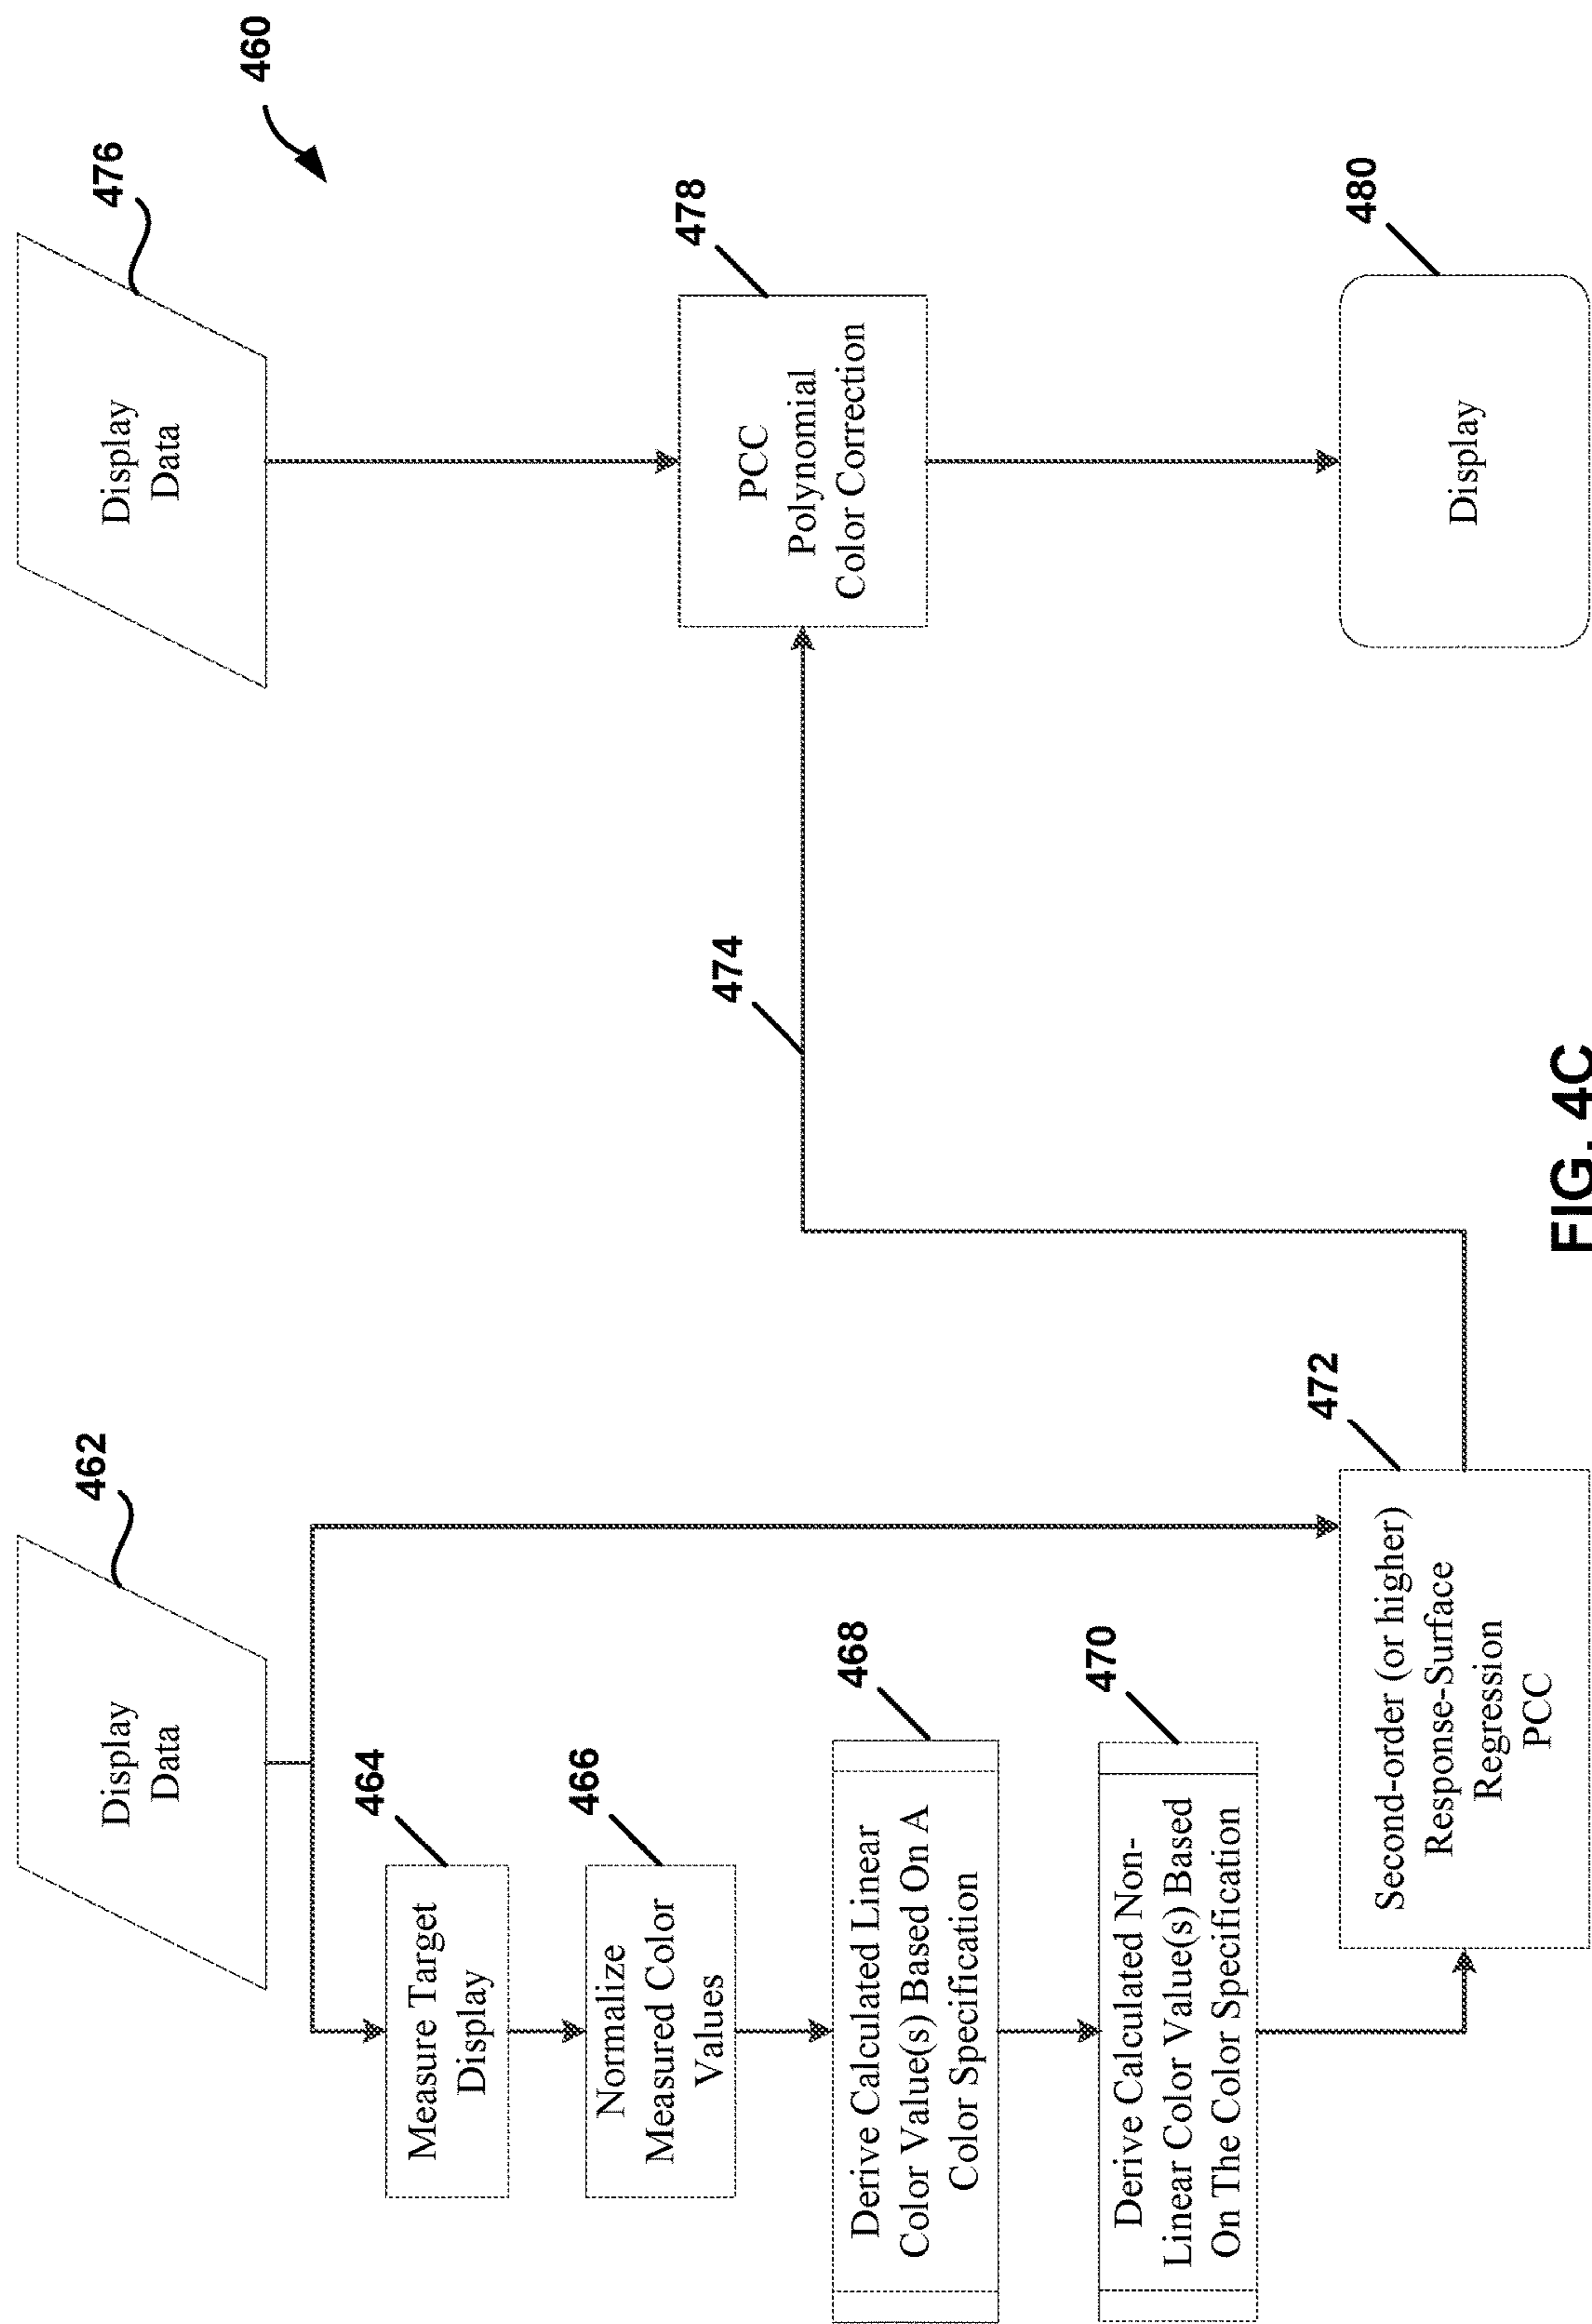 460
462
Display
Data
464
Measure Target
Display
466
Normalize
Measured Color
Values
468
Derive Calculated Linear
Color Value(s) Based On A
Color Specification
470
Derive Calculated Non-
Linear Color Value(s) Based
On The Color Specification
472
Second-order (or higher)
Response-Surface
Regression
PCC
474
476
Display
Data
478
PCC
Polynomial
Color Correction
480
Display
FIG. 4C